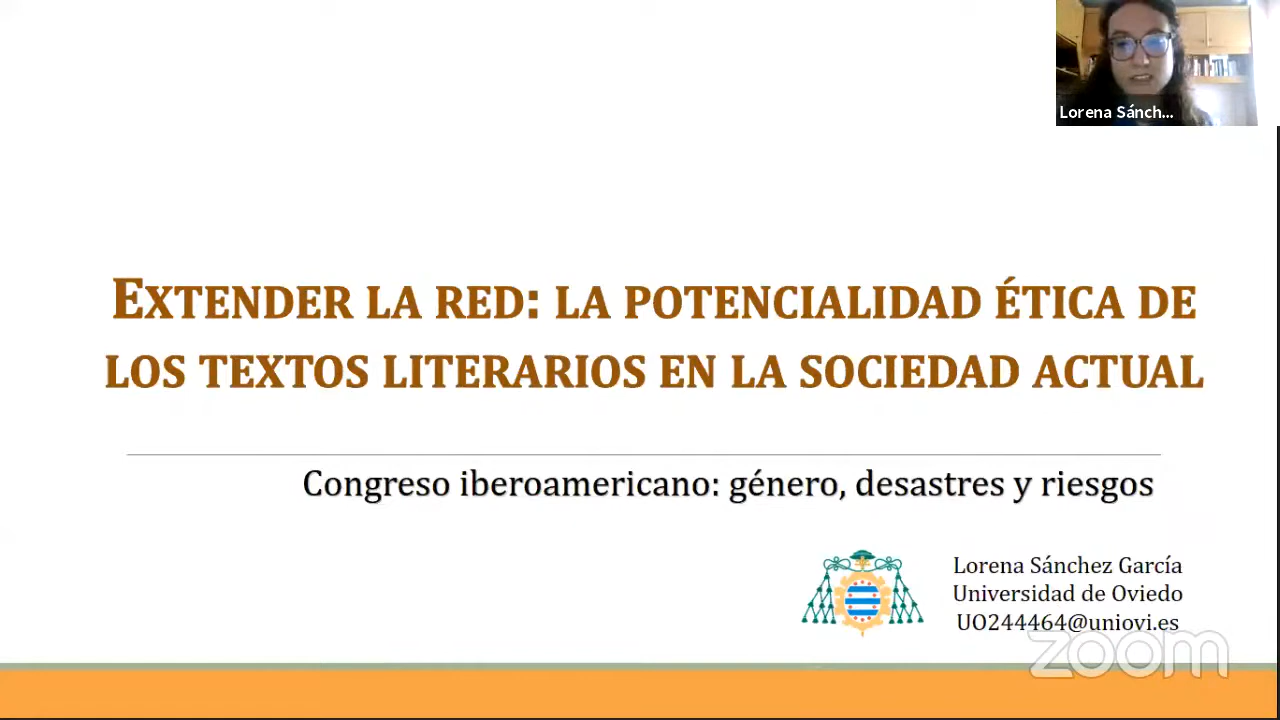 Lorena Sánch...
EXTENDER LA RED: LA POTENCIALIDAD ÉTICA DE
LOS TEXTOS LITERARIOS EN LA SOCIEDAD ACTUAL
Congreso iberoamericano: género, desastres y riesgos
Lorena Sánchez García
Universidad de Oviedo
UO244464@uniovi.es
zoom